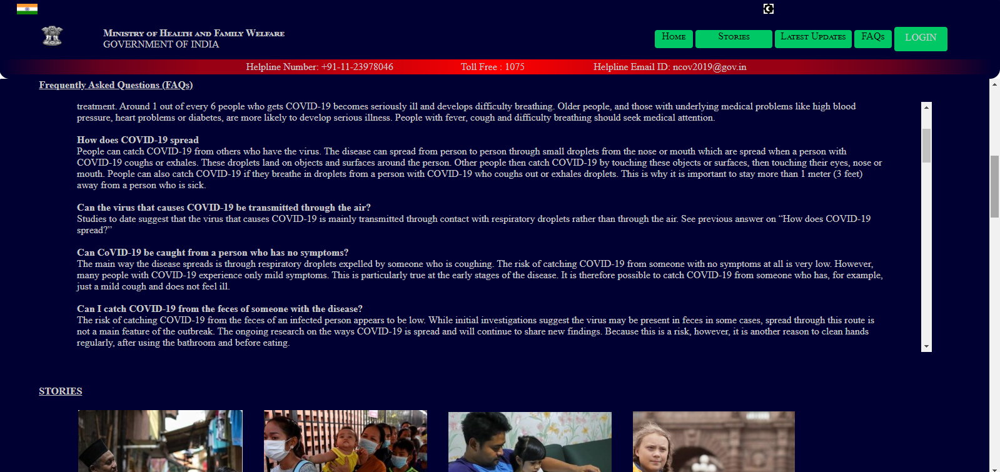 MINISTRY OF HEALTH AND FAMILY WELFARE
GOVERNMENT OF INDIA
HOME STORIES LATEST UPDATES FAQS LOGIN
Helpline Number: +91-11-23978046 Toll Free : 1075 Helpline Email ID: ncov2019@gov.in
Frequently Asked Questions (FAQs)
treatment. Around 1 out of every 6 people who gets COVID-19 becomes seriously ill and develops difficulty breathing. Older people, and those with underlying medical problems like high blood
pressure, heart problems or diabetes, are more likely to develop serious illness. People with fever, cough and difficulty breathing should seek medical attention.
How does COVID-19 spread
People can catch COVID-19 from others who have the virus. The disease can spread from person to person through small droplets from the nose or mouth which are spread when a person with
COVID-19 coughs or exhales. These droplets land on objects and surfaces around the person. Other people then catch COVID-19 by touching these objects or surfaces, then touching their eyes, nose or
mouth. People can also catch COVID-19 if they breathe in droplets from a person with COVID-19 who coughs out or exhales droplets. This is why it is important to stay more than 1 meter (3 feet)
away from a person who is sick.
Can the virus that causes COVID-19 be transmitted through the air?
Studies to date suggest that the virus that causes COVID-19 is mainly transmitted through contact with respiratory droplets rather than through the air. See previous answer on “How does COVID-19
spread?”
Can CoVID-19 be caught from a person who has no symptoms?
The main way the disease spreads is through respiratory droplets expelled by someone who is coughing. The risk of catching COVID-19 from someone with no symptoms at all is very low. However,
many people with COVID-19 experience only mild symptoms. This is particularly true at the early stages of the disease. It is therefore possible to catch COVID-19 from someone who has, for example,
just a mild cough and does not feel ill.
Can I catch COVID-19 from the feces of someone with the disease?
The risk of catching COVID-19 from the feces of an infected person appears to be low. While initial investigations suggest the virus may be present in feces in some cases, spread through this route is
not a main feature of the outbreak. The ongoing research on the ways COVID-19 is spread and will continue to share new findings. Because this is a risk, however, it is another reason to clean hands
regularly, after using the bathroom and before eating.
STORIES